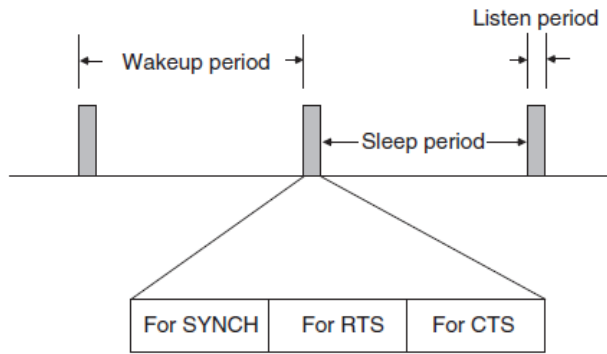 Listen period
Wakeup period
Sleep period
For SYNCH
For RTS
For CTS